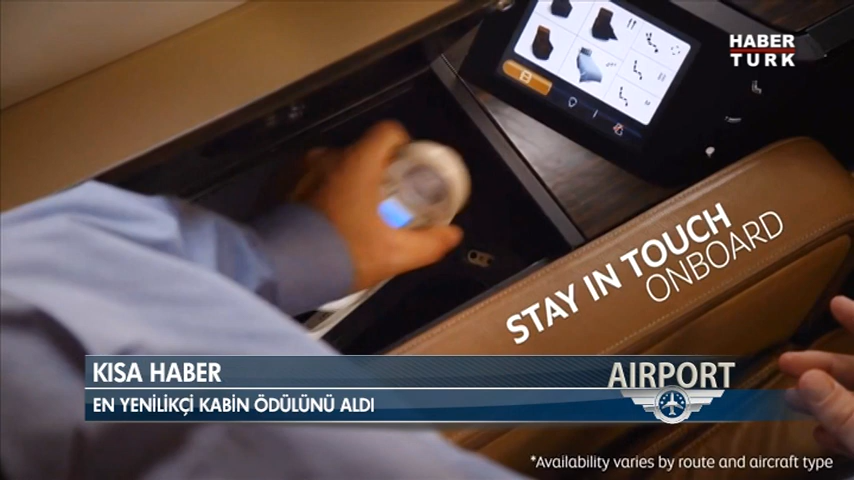 HABER
TURK
STAY IN TOUCH
ONBOARD
KISA HABER
EN YENİLİKÇİ KABİN ÖDÜLÜNÜ ALDI
AIRPORT
*Availability varies by route and aircraft type